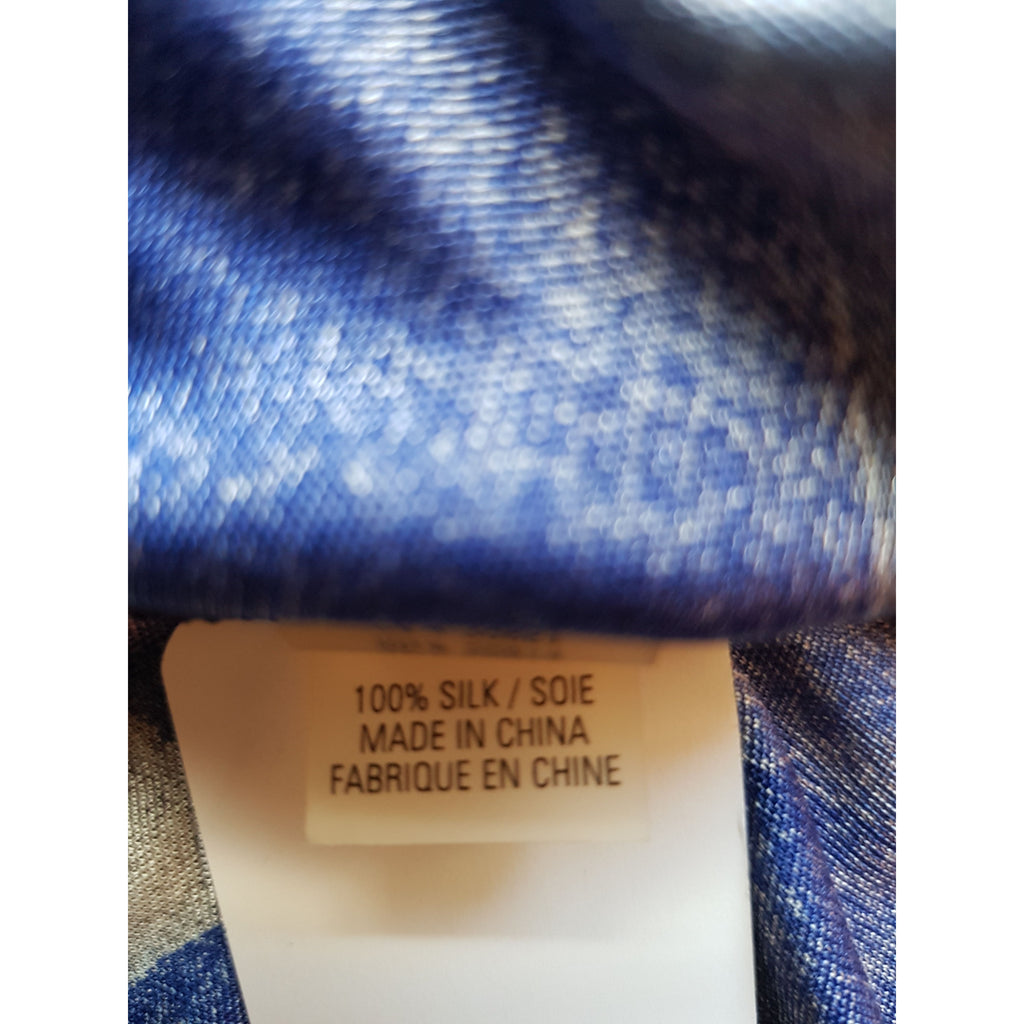 100% SILK / SOIE
MADE IN CHINA
FABRIQUE EN CHINE